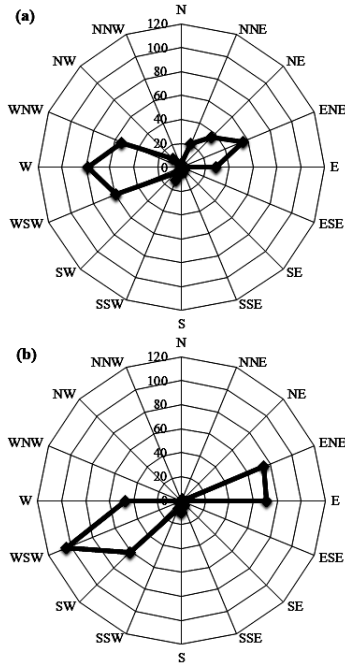 (a)
N
NNW 120 NNE
100
NW NE
80
60
WNW ENE
40
20
W 0 E
WSW ESE
SW SE
SSW SSE
S
(b)
N
NNW 120 NNE
100
NW NE
80
60
WNW ENE
40
20
W 0 E
WSW ESE
SW SE
SSW SSE
S